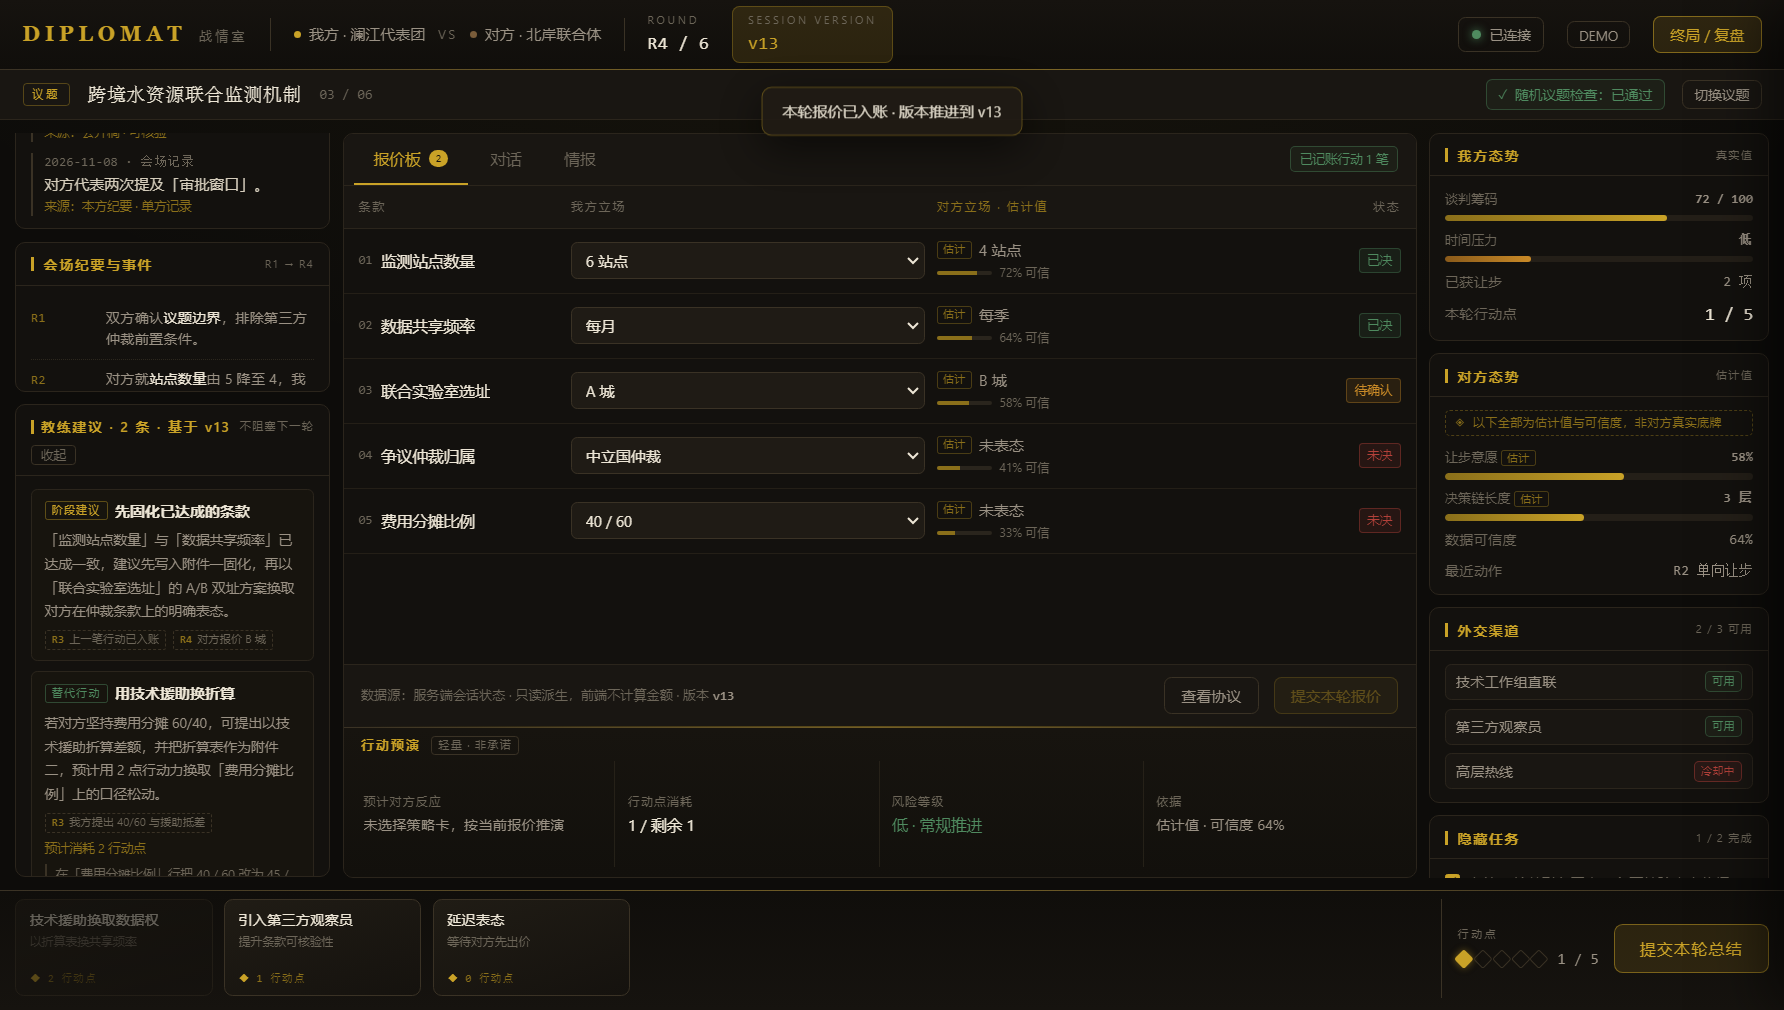 DIPLOMAT 战情室
我方 · 澜江代表团 VS 对方 · 北岸联合体
ROUND
R4 / 6
SESSION VERSION
v13
已连接
DEMO
终局 / 复盘
议题 跨境水资源联合监测机制 03 / 06
本轮报价已入账 · 版本推进到 v13
✓ 随机议题检查：已通过
切换议题
2026-11-08 · 会场记录
对方代表两次提及「审批窗口」。
来源：本方纪要 · 单方记录
会场纪要与事件 R1 → R4
R1 双方确认议题边界，排除第三方
仲裁前置条件。
R2 对方就站点数量由 5 降至 4，我
教练建议 · 2 条 · 基于 v13 不阻塞下一轮
收起
阶段建议 先固化已达成的条款
「监测站点数量」与「数据共享频率」已
达成一致，建议先写入附件一固化，再以
「联合实验室选址」的 A/B 双址方案换取
对方在仲裁条款上的明确表态。
R3 上一笔行动已入账 R4 对方报价 B 城
替代行动 用技术援助换折算
若对方坚持费用分摊 60/40，可提出以技
术援助折算差额，并把折算表作为附件
二，预计用 2 点行动力换取「费用分摊比
例」上的口径松动。
R3 我方提出 40/60 与援助抵差
预计消耗 2 行动点
在「费用分摊比例」行把 40 / 60 改为 45 /
报价板 2 对话 情报
已记账行动 1 笔
条款 我方立场 对方立场 · 估计值 状态
01 监测站点数量 6 站点 估计 4 站点 72% 可信 已决
02 数据共享频率 每月 估计 每季 64% 可信 已决
03 联合实验室选址 A 城 估计 B 城 58% 可信 待确认
04 争议仲裁归属 中立国仲裁 估计 未表态 41% 可信 未决
05 费用分摊比例 40 / 60 估计 未表态 33% 可信 未决
数据源：服务端会话状态 · 只读派生，前端不计算金额 · 版本 v13
查看协议
提交本轮报价
行动预演 轻量 · 非承诺
预计对方反应
未选择策略卡，按当前报价推演
行动点消耗
1 / 剩余 1
风险等级
低 · 常规推进
依据
估计值 · 可信度 64%
我方态势 真实值
谈判筹码 72 / 100
时间压力 低
已获让步 2 项
本轮行动点 1 / 5
对方态势 估计值
◈ 以下全部为估计值与可信度，非对方真实底牌
让步意愿 估计 58%
决策链长度 估计 3 层
数据可信度 64%
最近动作 R2 单向让步
外交渠道 2 / 3 可用
技术工作组直联 可用
第三方观察员 可用
高层热线 冷却中
隐藏任务 1 / 2 完成
技术援助换取数据权
以折算表换共享频率
◆ 2 行动点
引入第三方观察员
提升条款可核验性
◆ 1 行动点
延迟表态
等待对方先出价
◆ 0 行动点
行动点
1 / 5
提交本轮总结